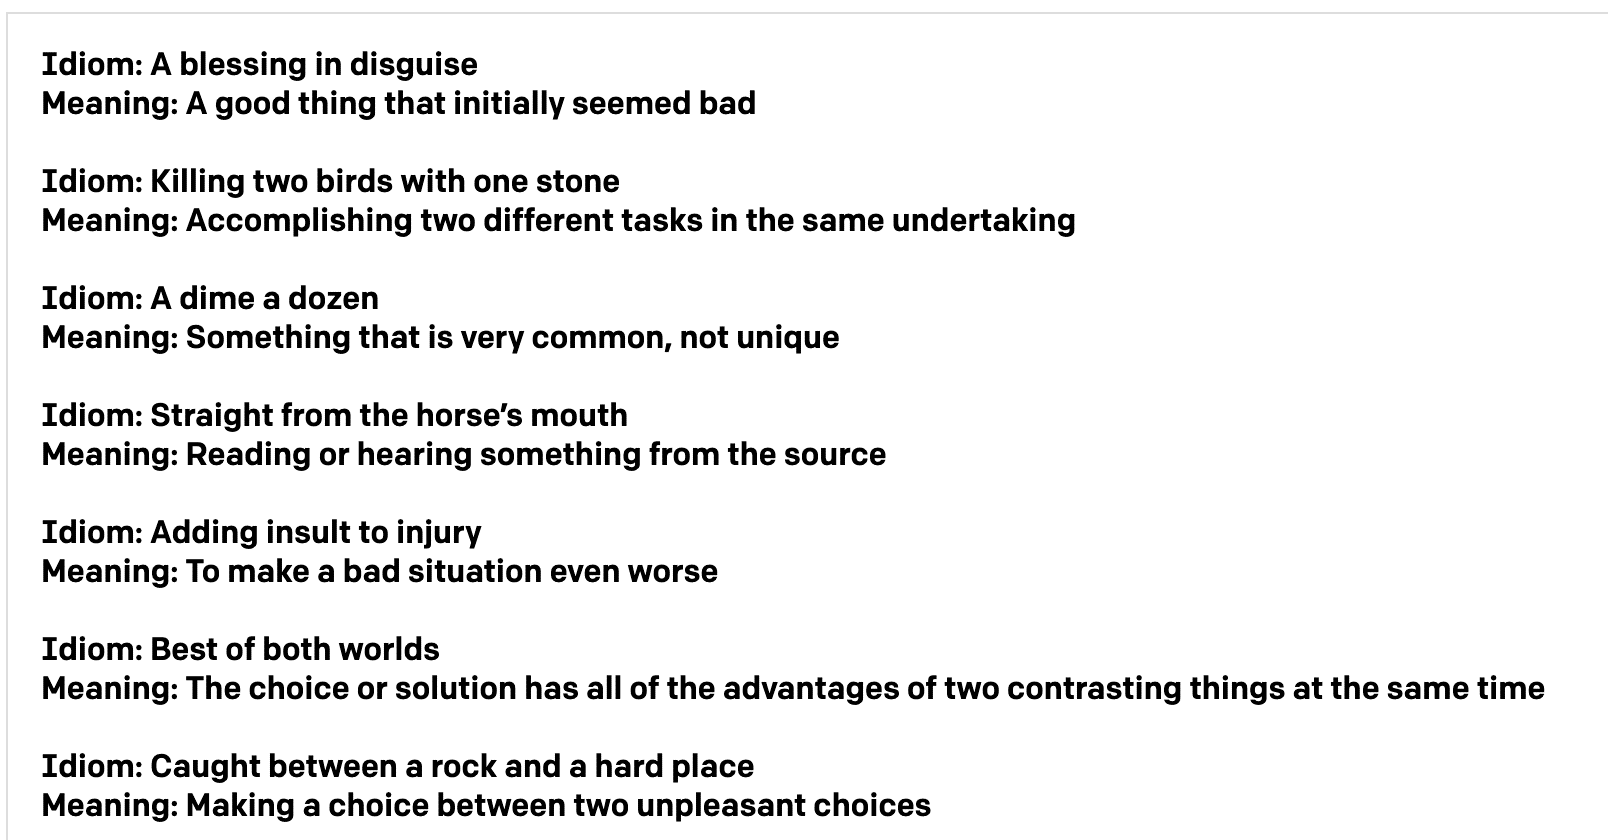 Idiom: A blessing in disguise
Meaning: A good thing that initially seemed bad
Idiom: Killing two birds with one stone
Meaning: Accomplishing two different tasks in the same undertaking
Idiom: A dime a dozen
Meaning: Something that is very common, not unique
Idiom: Straight from the horse’s mouth
Meaning: Reading or hearing something from the source
Idiom: Adding insult to injury
Meaning: To make a bad situation even worse
Idiom: Best of both worlds
Meaning: The choice or solution has all of the advantages of two contrasting things at the same time
Idiom: Caught between a rock and a hard place
Meaning: Making a choice between two unpleasant choices